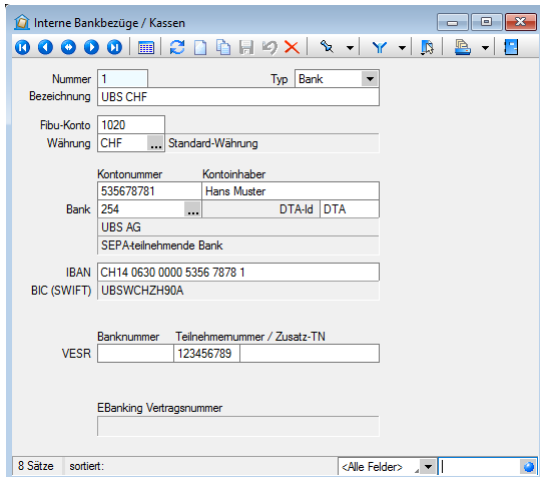 Interne Bankbezüge / Kassen
Nummer 1 Typ Bank
Bezeichnung UBS CHF
Fibu-Konto 1020
Währung CHF ... Standard-Währung
Kontonummer Kontoinhaber
535678781 Hans Muster
Bank 254 ... DTA-Id DTA
UBS AG
SEPA-teilnehmende Bank
IBAN CH14 0630 0000 5356 7878 1
BIC (SWIFT) UBSWCHZH90A
Banknummer Teilnehmernummer / Zusatz-TN
VESR 123456789
EBanking Vertragsnummer
8 Sätze sortiert: <Alle Felder>